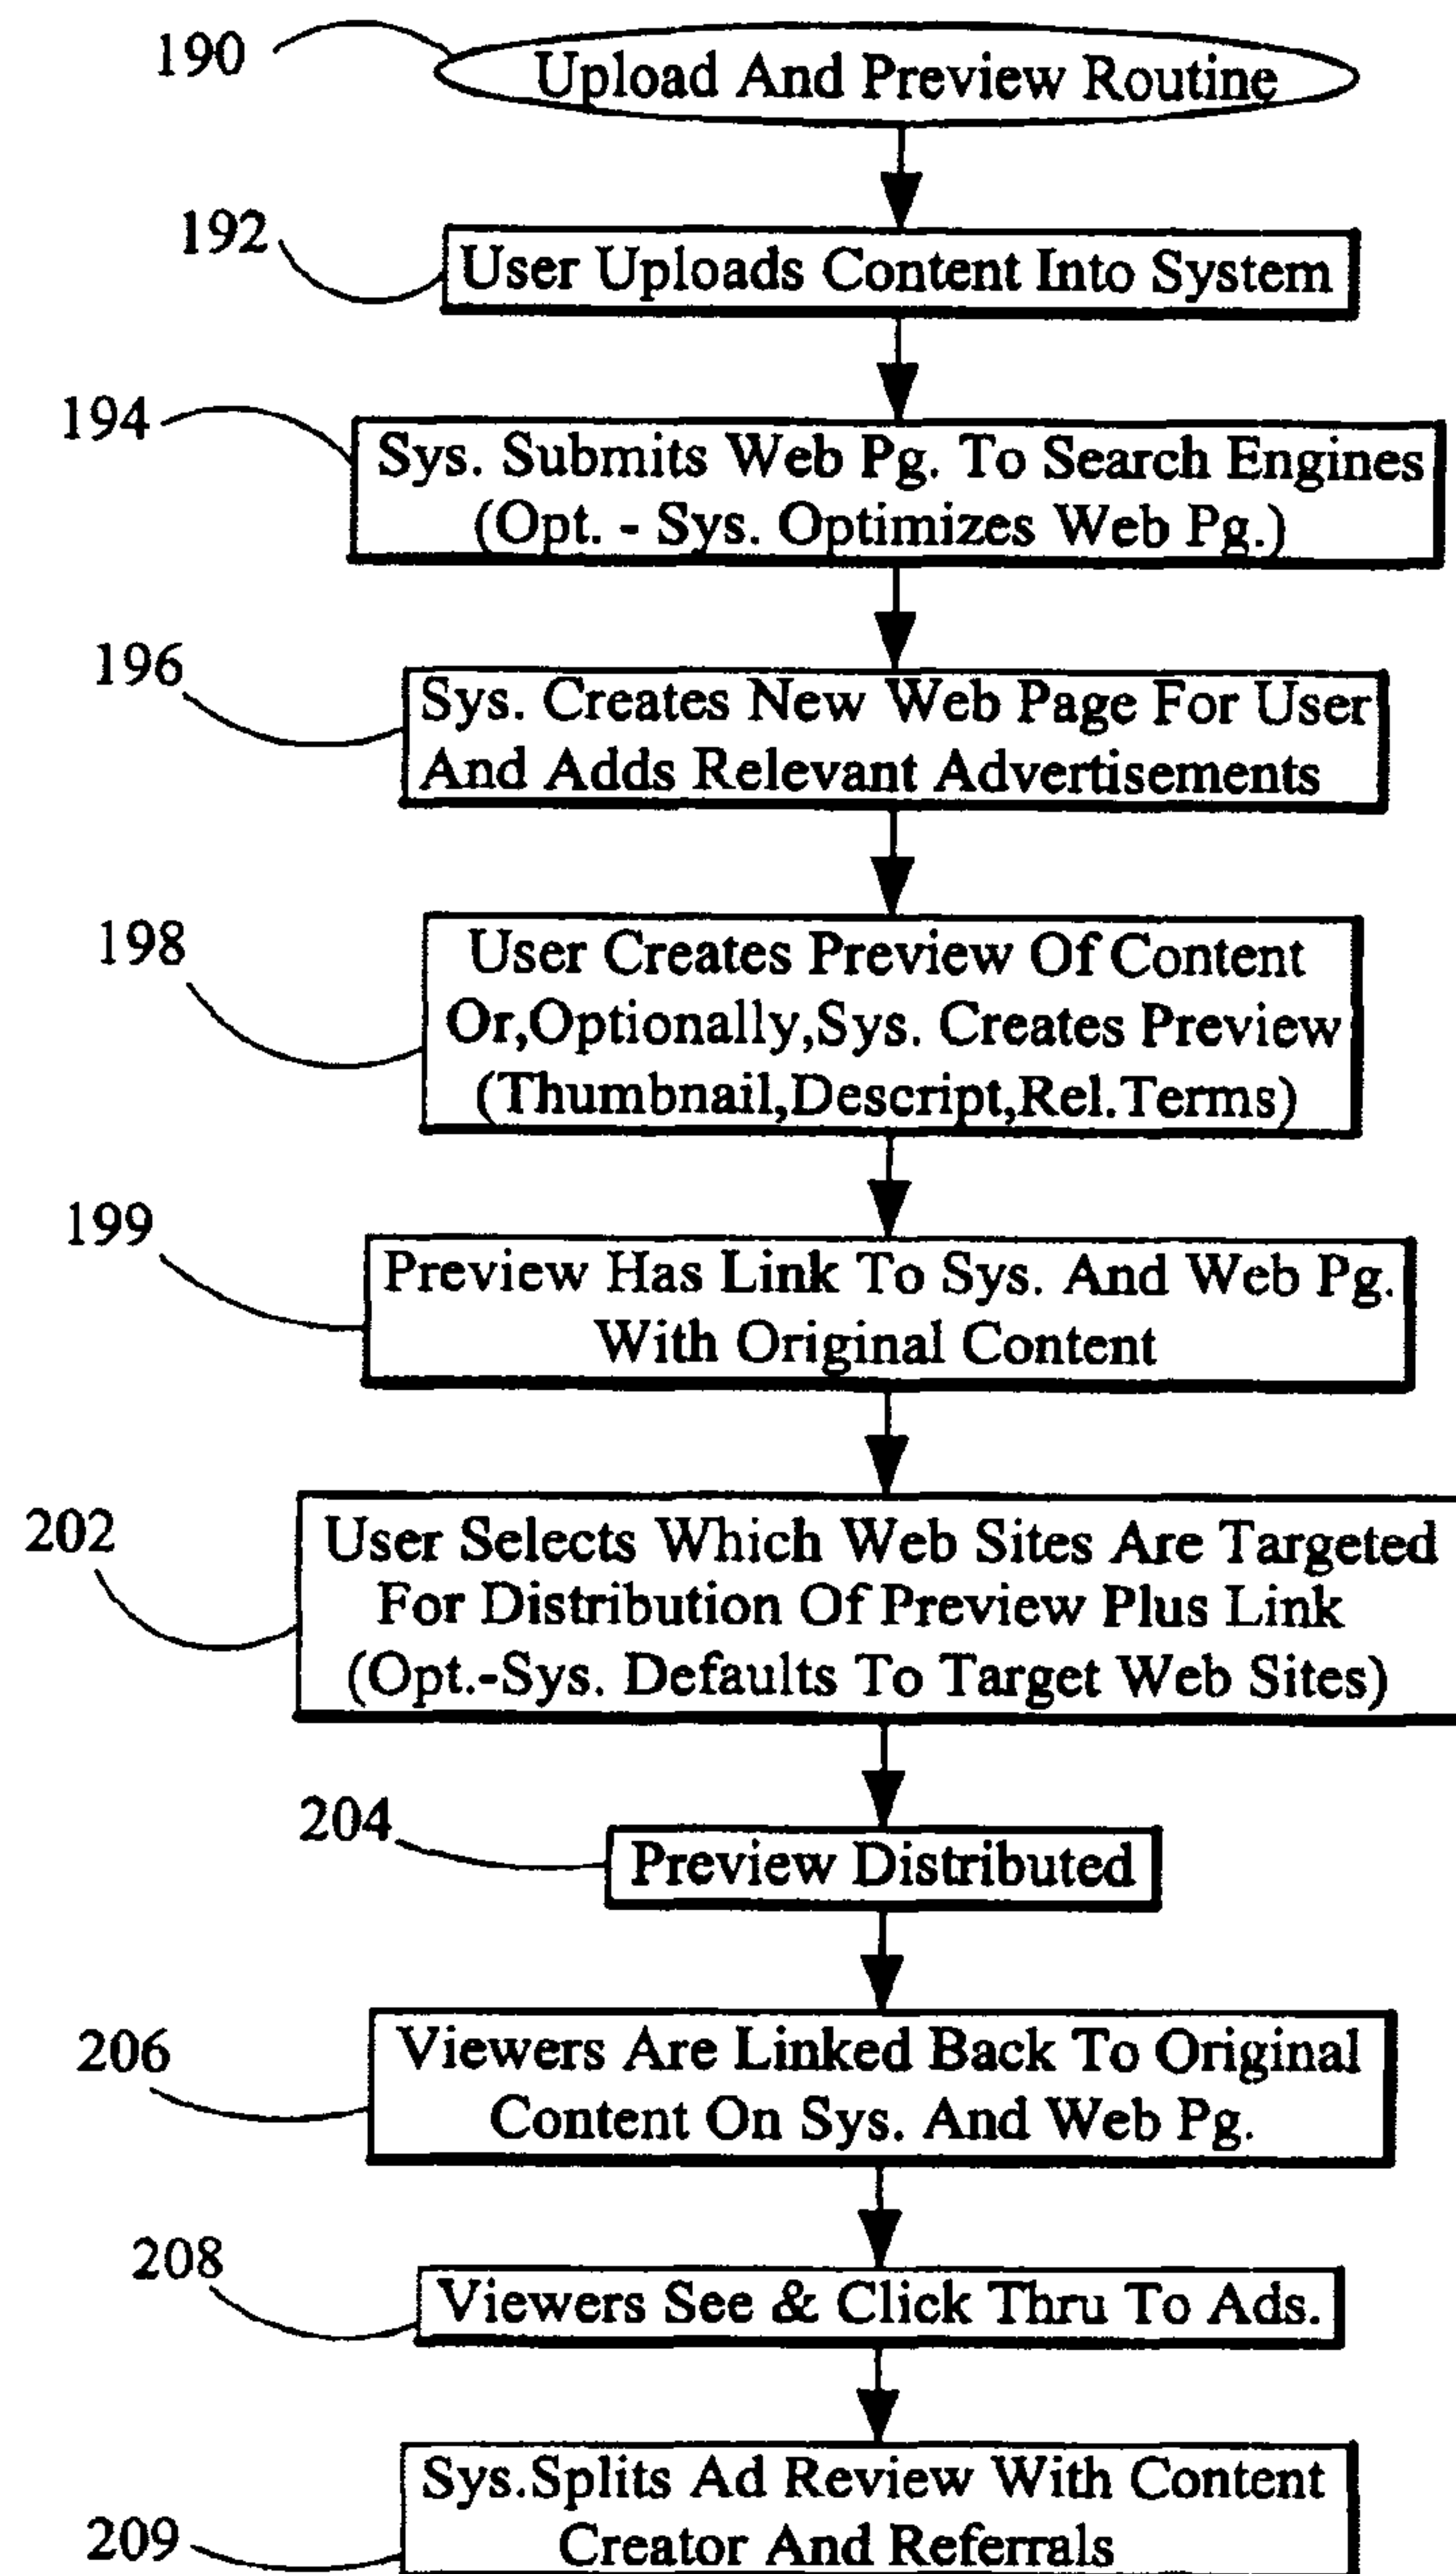 190
Upload And Preview Routine
192
User Uploads Content Into System
194
Sys. Submits Web Pg. To Search Engines
(Opt. - Sys. Optimizes Web Pg.)
196
Sys. Creates New Web Page For User
And Adds Relevant Advertisements
198
User Creates Preview Of Content
Or,Optionally,Sys. Creates Preview
(Thumbnail,Descript,Rel.Terms)
199
Preview Has Link To Sys. And Web Pg.
With Original Content
202
User Selects Which Web Sites Are Targeted
For Distribution Of Preview Plus Link
(Opt.-Sys. Defaults To Target Web Sites)
204
Preview Distributed
206
Viewers Are Linked Back To Original
Content On Sys. And Web Pg.
208
Viewers See & Click Thru To Ads.
209
Sys.Splits Ad Review With Content
Creator And Referrals